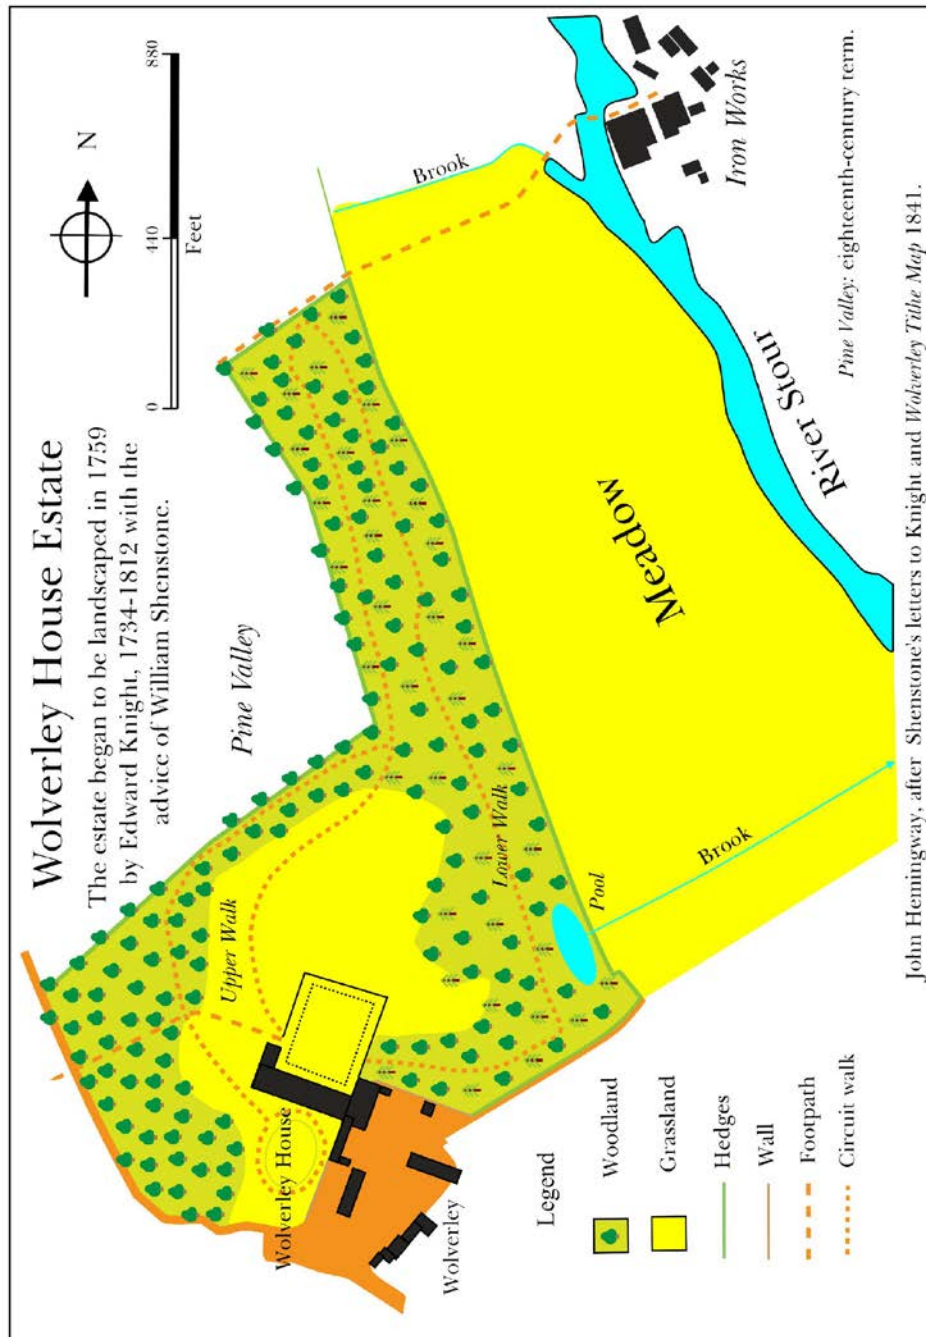 Wolverley House Estate
The estate began to be landscaped in 1759
by Edward Knight, 1734-1812 with the
advice of William Shenstone.
N
0 440 880
Feet
Pine Valley
Upper Walk
Lower Walk
Pool
Brook
Brook
Meadow
River Stour
Iron Works
Wolverley House
Wolverley
Legend
Woodland
Grassland
Hedges
Wall
Footpath
Circuit walk
Pine Valley: eighteenth-century term.
John Hemingway, after Shenstone's letters to Knight and Wolverley Tithe Map 1841.